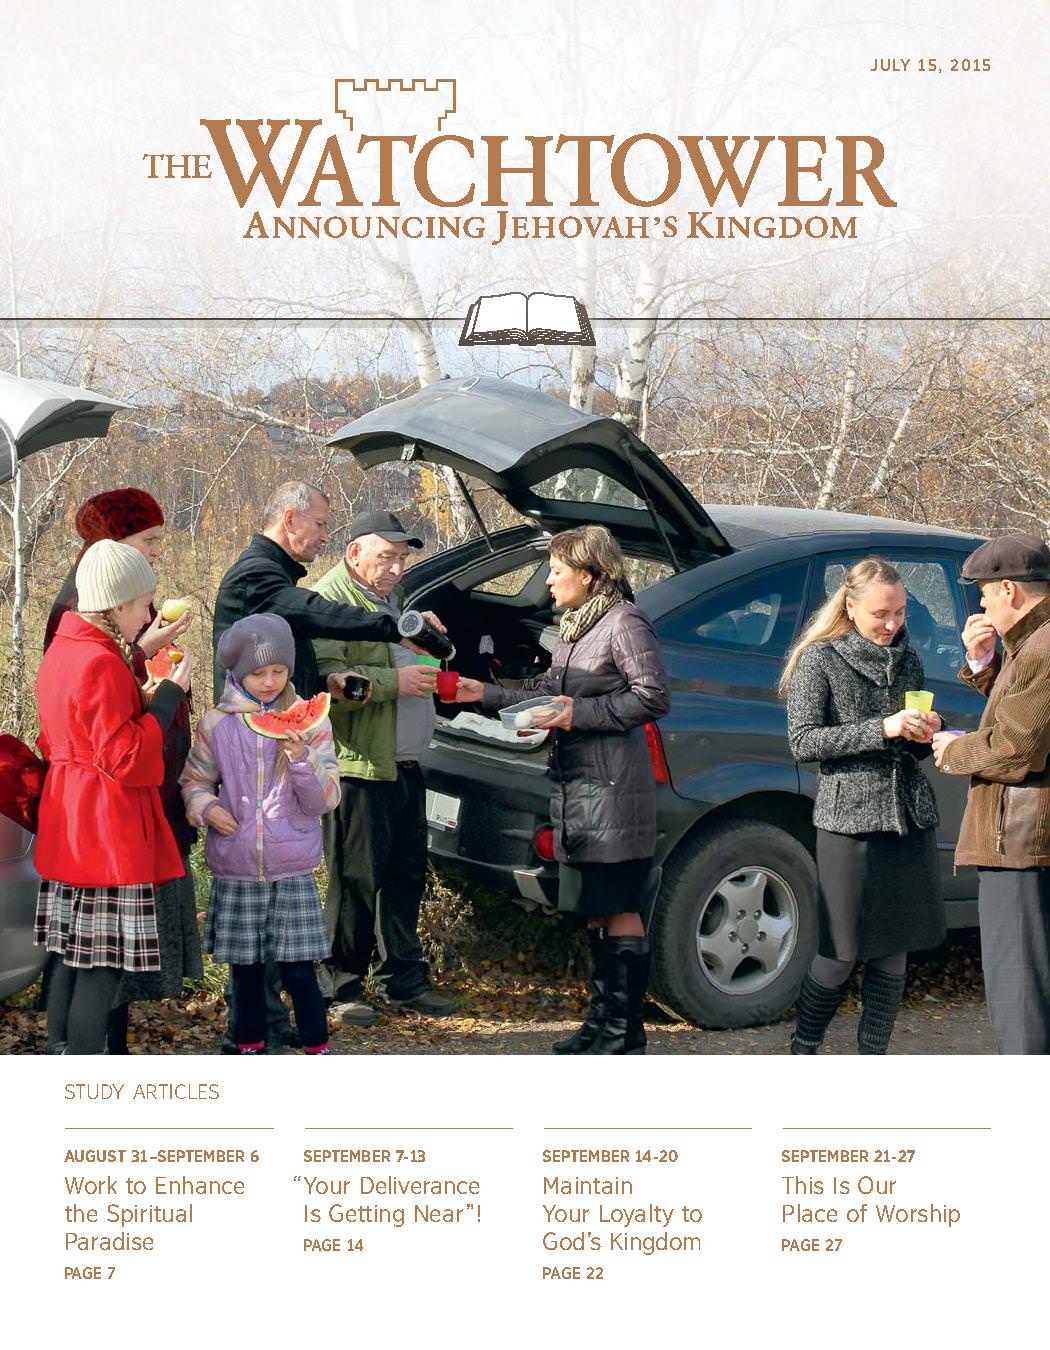 JULY 15, 2015
THE WATCHTOWER
ANNOUNCING JEHOVAH'S KINGDOM
STUDY ARTICLES
AUGUST 31–SEPTEMBER 6
Work to Enhance
the Spiritual
Paradise
PAGE 7
SEPTEMBER 7-13
“Your Deliverance
Is Getting Near”!
PAGE 14
SEPTEMBER 14-20
Maintain
Your Loyalty to
God’s Kingdom
PAGE 22
SEPTEMBER 21-27
This Is Our
Place of Worship
PAGE 27